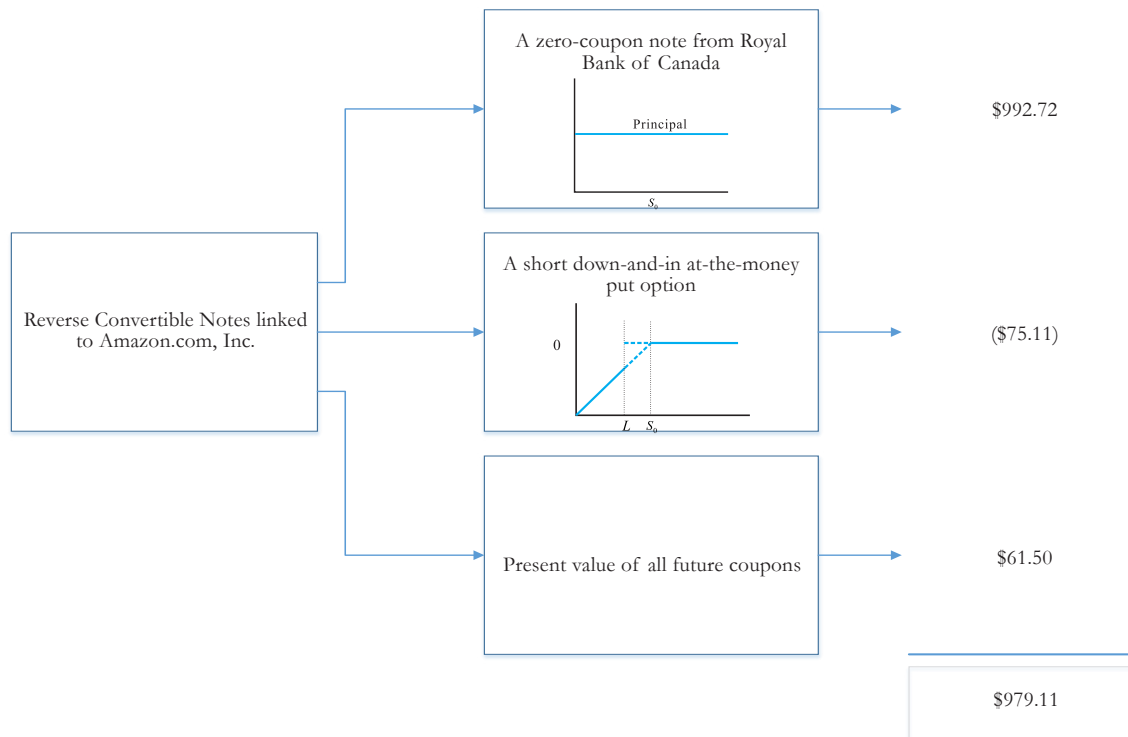 A zero-coupon note from Royal
Bank of Canada
Principal
S₀
$992.72
Reverse Convertible Notes linked
to Amazon.com, Inc.
A short down-and-in at-the-money
put option
0
L S₀
($75.11)
Present value of all future coupons
$61.50
$979.11